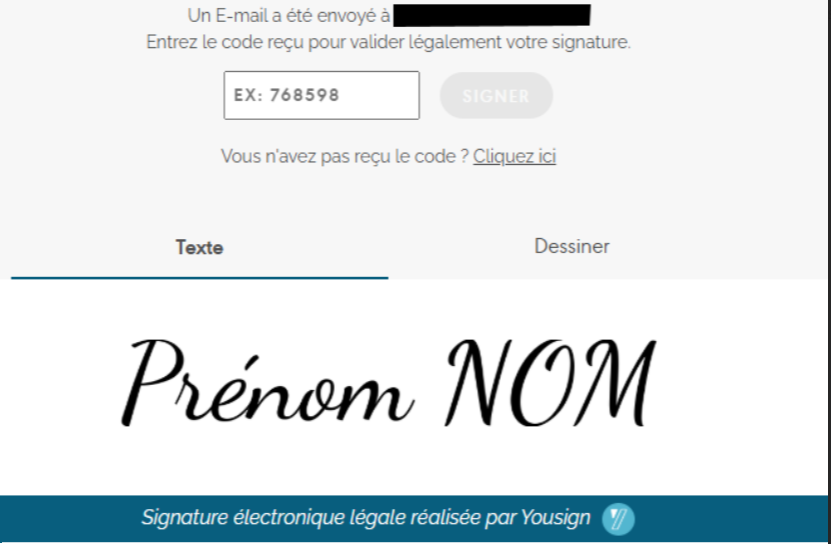 Un E-mail a été envoyé à
Entrez le code reçu pour valider légalement votre signature.
EX: 768598 SIGNER
Vous n'avez pas reçu le code ? Cliquez ici
Texte Dessiner
Prénom NOM
Signature électronique légale réalisée par Yousign